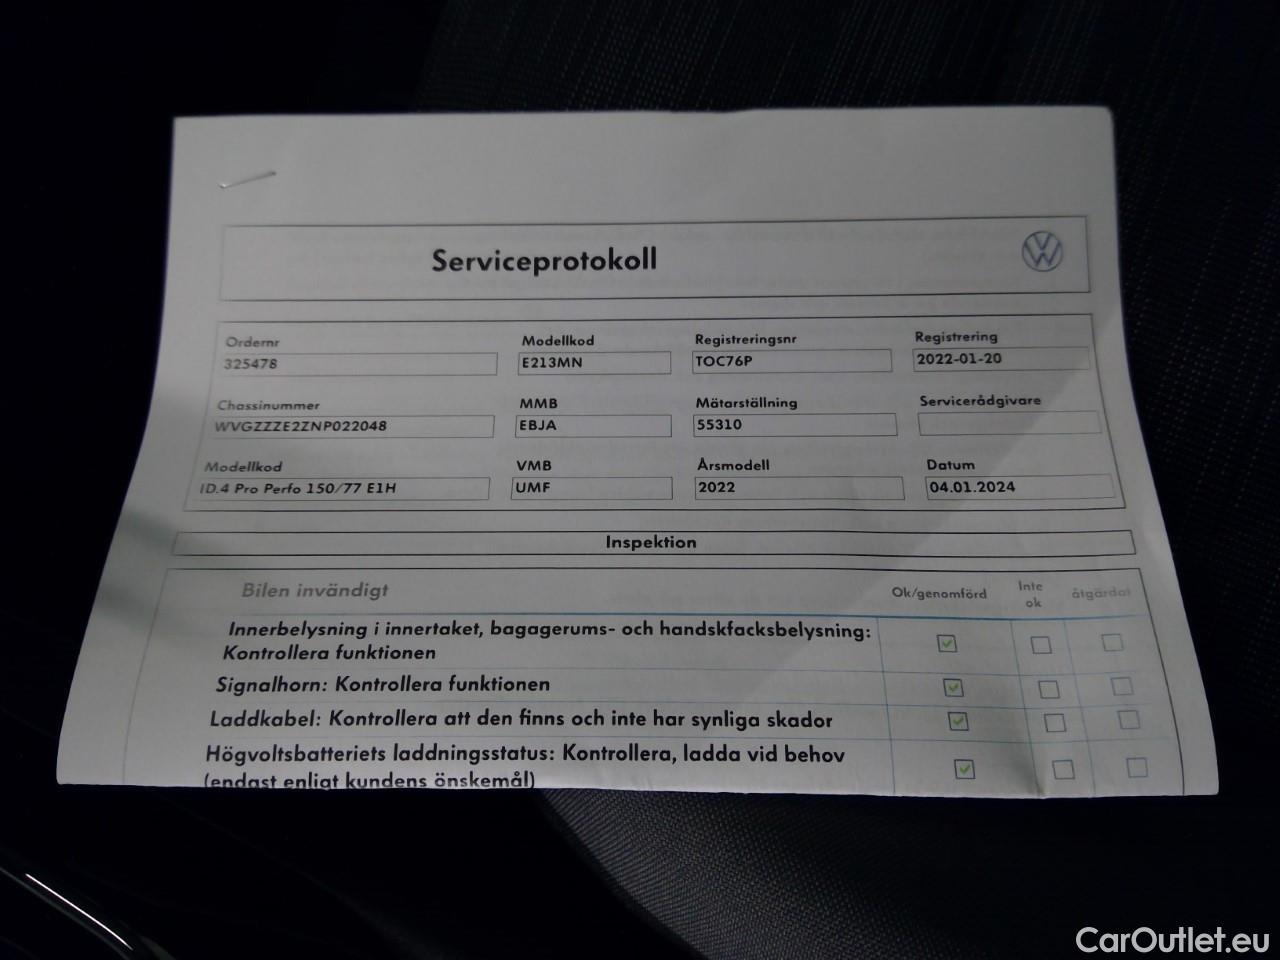 Serviceprotokoll
Ordernr Modellkod Registreringsnr Registrering
325478 E213MN TOC76P 2022-01-20
Chassinummer MMB Mätarställning Servicerådgivare
WVGZZZE2ZNP022048 EBJA 55310
Modellkod VMB Årsmodell Datum
ID.4 Pro Perfo 150/77 E1H UMF 2022 04.01.2024
Inspektion
Bilen invändigt Ok/genomförd Inte ok åtgärdat
Innerbelysning i innertaket, bagagerums- och handskfacksbelysning:
Kontrollera funktionen
Signalhorn: Kontrollera funktionen
Laddkabel: Kontrollera att den finns och inte har synliga skador
Högvoltsbatteriets laddningsstatus: Kontrollera, ladda vid behov
(endast enligt kundens önskemål)
CarOutlet.eu